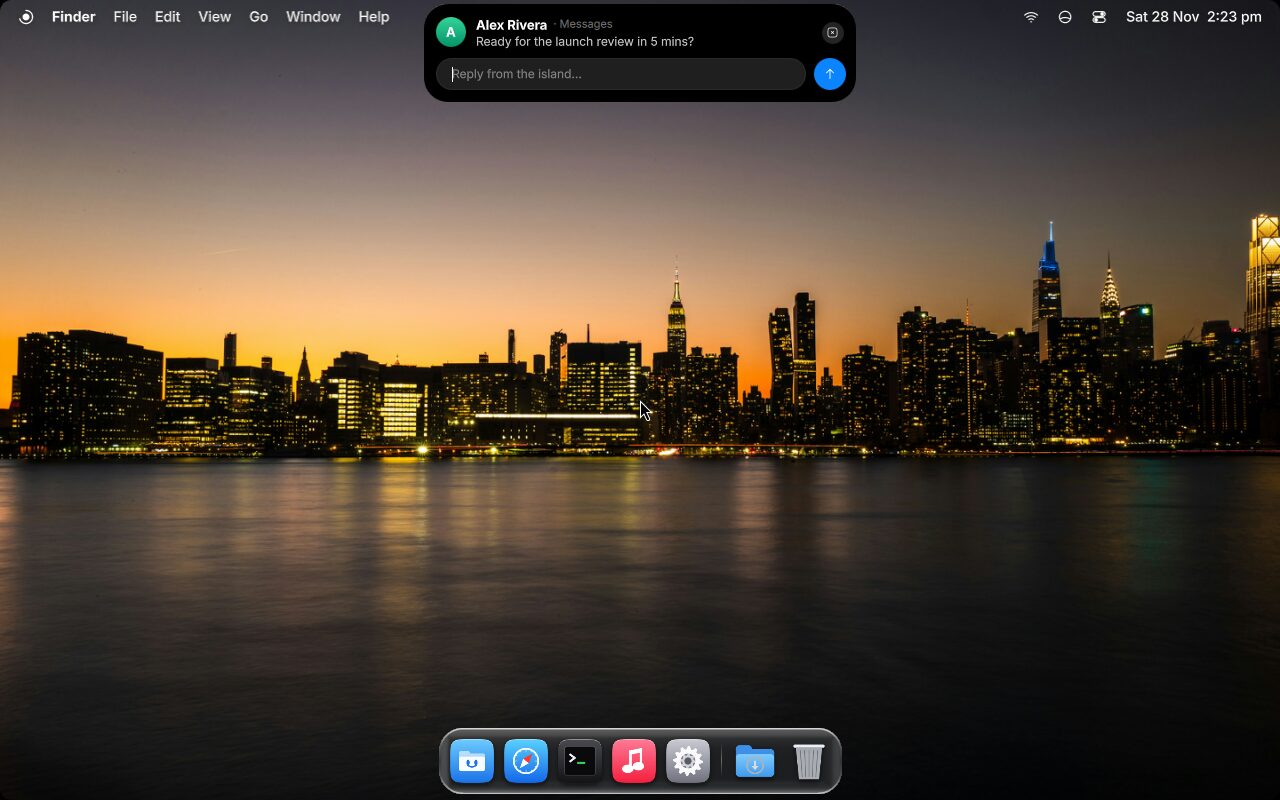 Finder File Edit View Go Window Help Sat 28 Nov 2:23 pm
A Alex Rivera · Messages
Ready for the launch review in 5 mins?
Reply from the island...